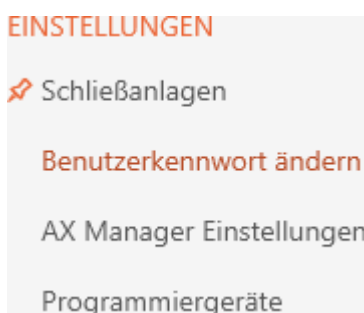 EINSTELLUNGEN
Schließanlagen
Benutzerkennwort ändern
AX Manager Einstellungen
Programmiergeräte